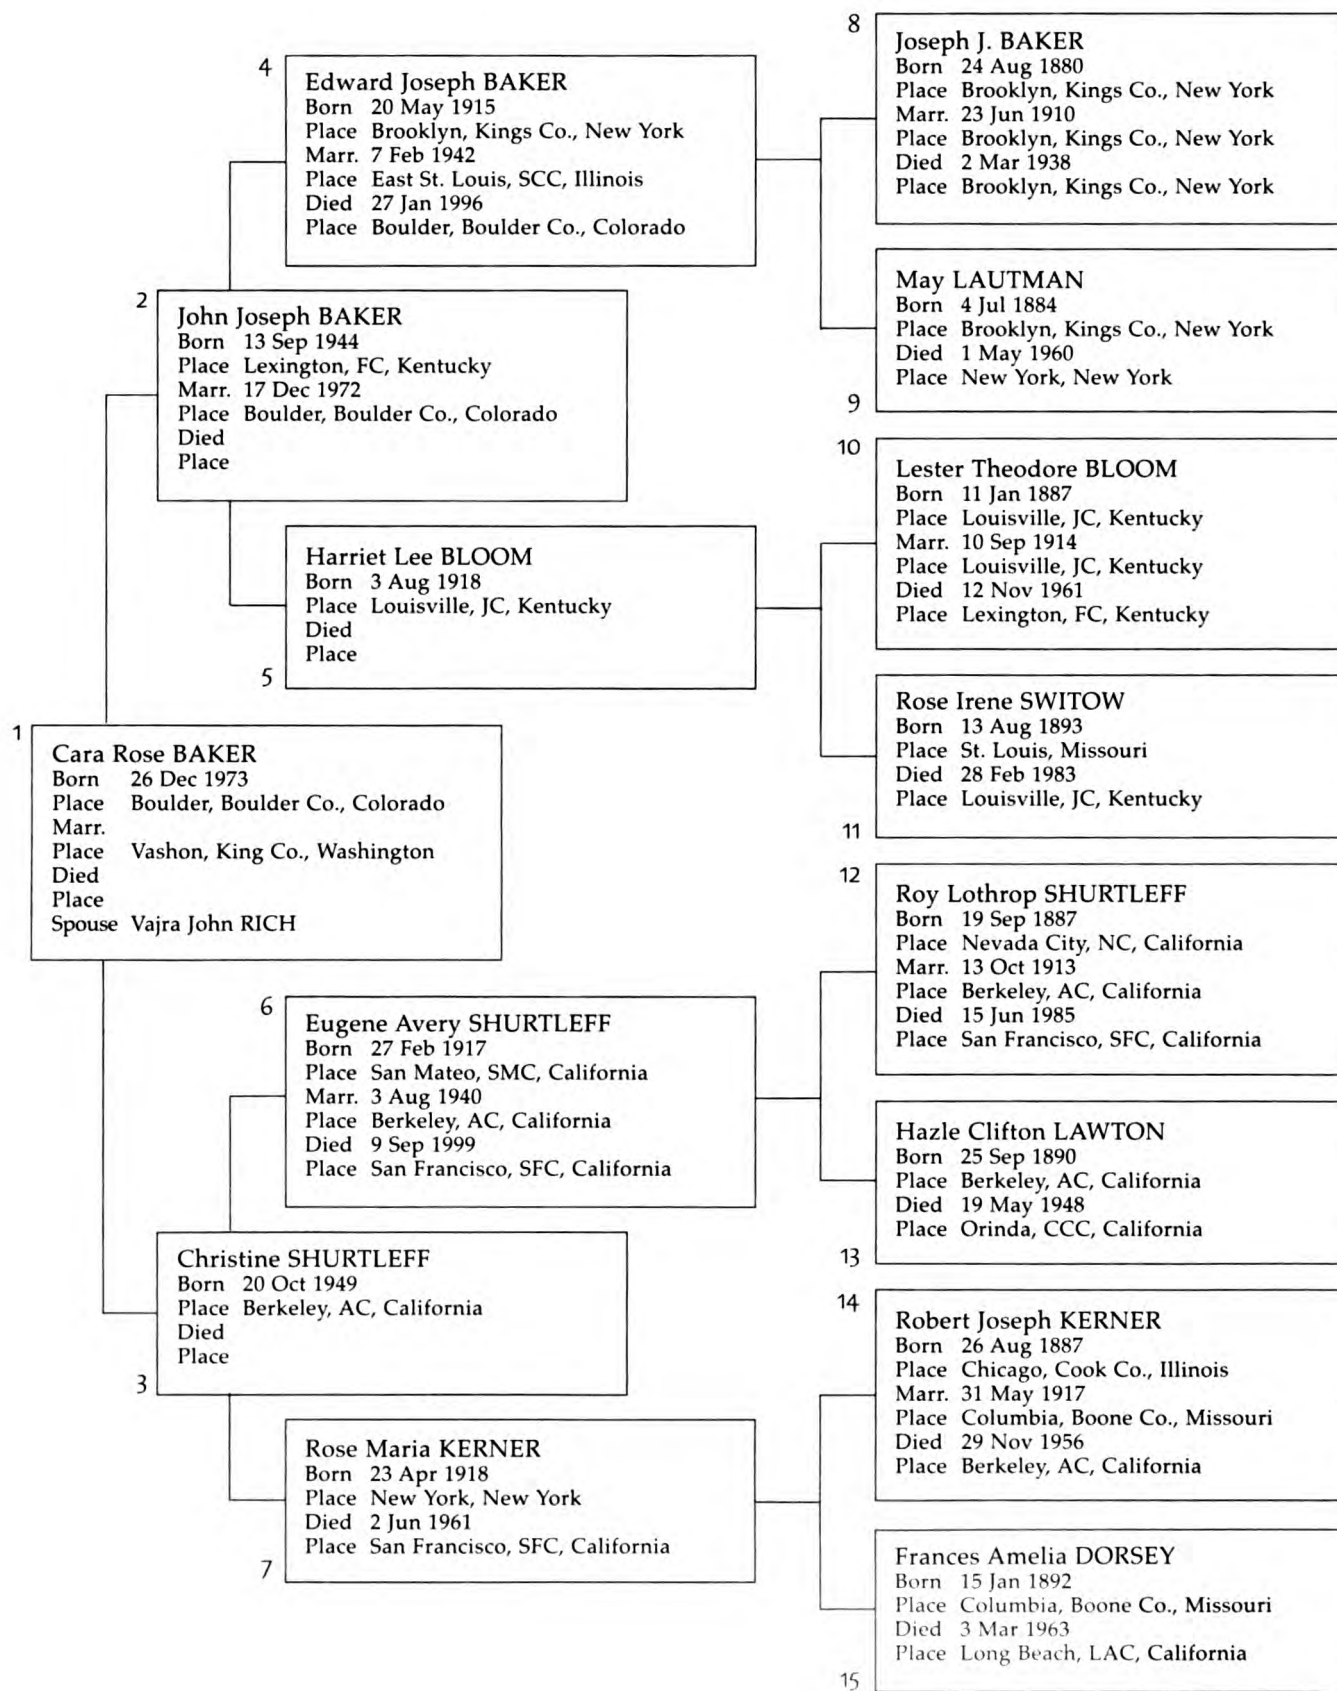 8
Joseph J. BAKER
Born 24 Aug 1880
Place Brooklyn, Kings Co., New York
Marr. 23 Jun 1910
Place Brooklyn, Kings Co., New York
Died 2 Mar 1938
Place Brooklyn, Kings Co., New York
4
Edward Joseph BAKER
Born 20 May 1915
Place Brooklyn, Kings Co., New York
Marr. 7 Feb 1942
Place East St. Louis, SCC, Illinois
Died 27 Jan 1996
Place Boulder, Boulder Co., Colorado
May LAUTMAN
Born 4 Jul 1884
Place Brooklyn, Kings Co., New York
Died 1 May 1960
Place New York, New York
9
2
John Joseph BAKER
Born 13 Sep 1944
Place Lexington, FC, Kentucky
Marr. 17 Dec 1972
Place Boulder, Boulder Co., Colorado
Died
Place
10
Lester Theodore BLOOM
Born 11 Jan 1887
Place Louisville, JC, Kentucky
Marr. 10 Sep 1914
Place Louisville, JC, Kentucky
Died 12 Nov 1961
Place Lexington, FC, Kentucky
Harriet Lee BLOOM
Born 3 Aug 1918
Place Louisville, JC, Kentucky
Died
Place
5
Rose Irene SWITOW
Born 13 Aug 1893
Place St. Louis, Missouri
Died 28 Feb 1983
Place Louisville, JC, Kentucky
11
1
Cara Rose BAKER
Born 26 Dec 1973
Place Boulder, Boulder Co., Colorado
Marr.
Place Vashon, King Co., Washington
Died
Place
Spouse Vajra John RICH
12
Roy Lothrop SHURTLEFF
Born 19 Sep 1887
Place Nevada City, NC, California
Marr. 13 Oct 1913
Place Berkeley, AC, California
Died 15 Jun 1985
Place San Francisco, SFC, California
6
Eugene Avery SHURTLEFF
Born 27 Feb 1917
Place San Mateo, SMC, California
Marr. 3 Aug 1940
Place Berkeley, AC, California
Died 9 Sep 1999
Place San Francisco, SFC, California
Hazle Clifton LAWTON
Born 25 Sep 1890
Place Berkeley, AC, California
Died 19 May 1948
Place Orinda, CCC, California
13
Christine SHURTLEFF
Born 20 Oct 1949
Place Berkeley, AC, California
Died
Place
3
14
Robert Joseph KERNER
Born 26 Aug 1887
Place Chicago, Cook Co., Illinois
Marr. 31 May 1917
Place Columbia, Boone Co., Missouri
Died 29 Nov 1956
Place Berkeley, AC, California
Rose Maria KERNER
Born 23 Apr 1918
Place New York, New York
Died 2 Jun 1961
Place San Francisco, SFC, California
7
Frances Amelia DORSEY
Born 15 Jan 1892
Place Columbia, Boone Co., Missouri
Died 3 Mar 1963
Place Long Beach, LAC, California
15